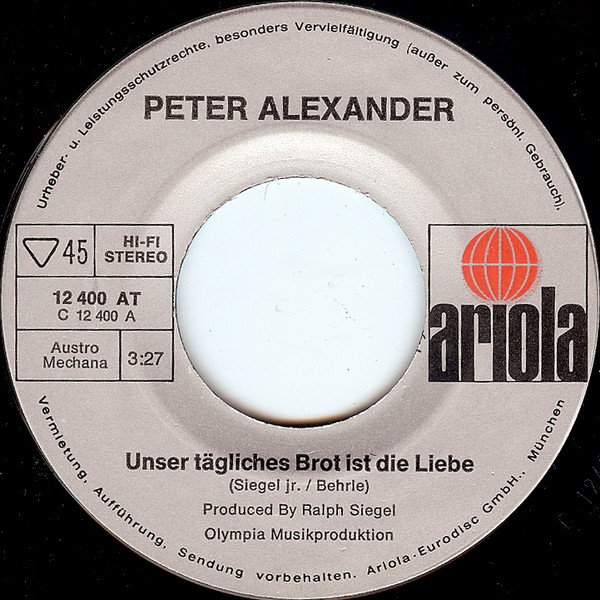 Urheber- u. Leistungsschutzrechte, besonders Vervielfältigung (außer zum persönl. Gebrauch),
PETER ALEXANDER
45
HI-FI
STEREO
12 400 AT
C 12 400 A
Austro
Mechana
3:27
ariola
Unser tägliches Brot ist die Liebe
(Siegel jr. / Behrle)
Produced By Ralph Siegel
Olympia Musikproduktion
Vermietung, Aufführung, Sendung vorbehalten. Ariola-Eurodisc GmbH., München